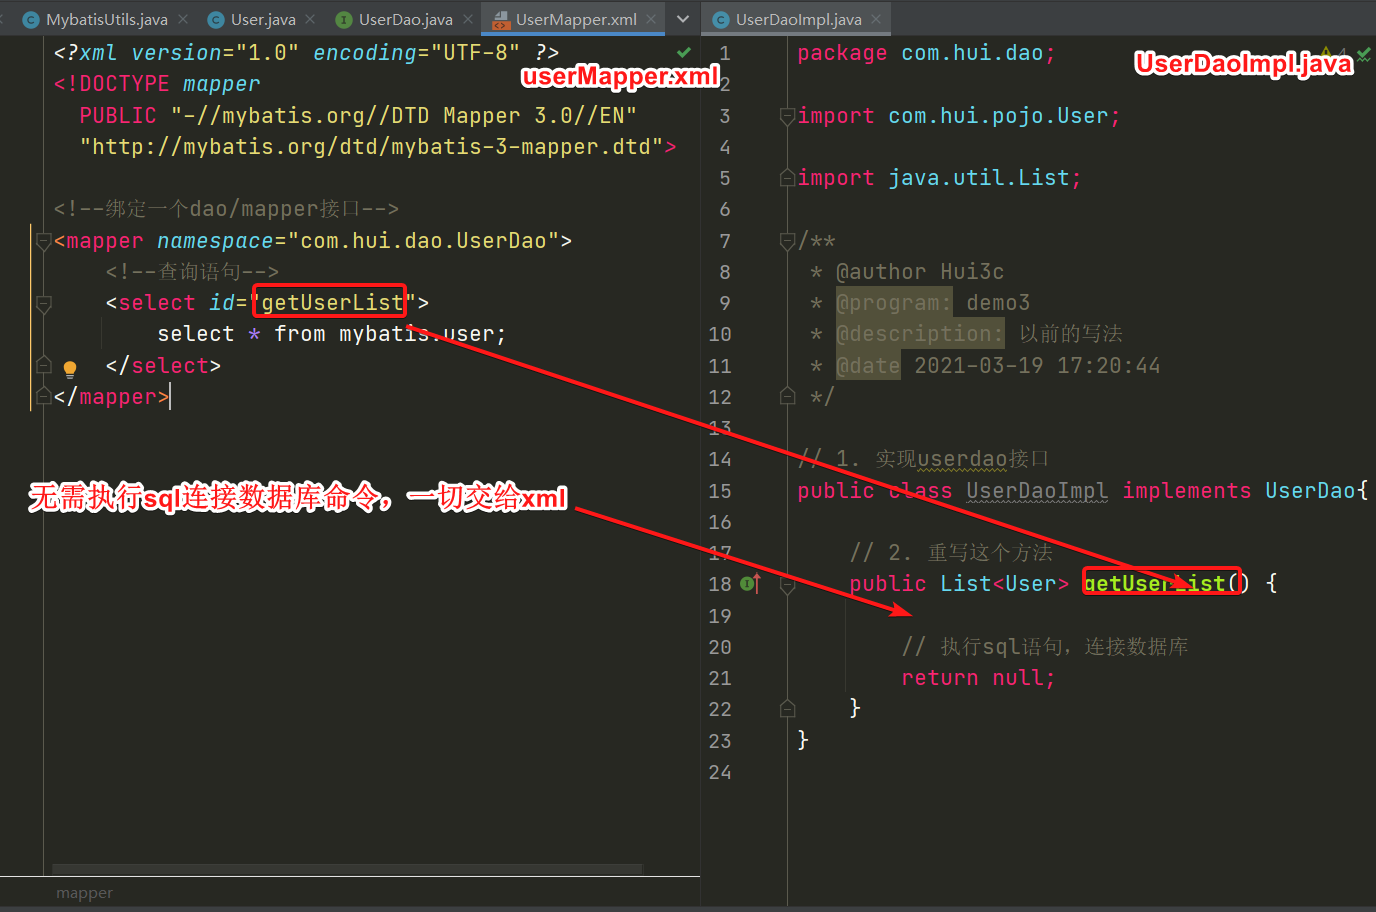 MybatisUtils.java
User.java
UserDao.java
UserMapper.xml
UserDaoImpl.java
<?xml version="1.0" encoding="UTF-8" ?>
userMapper.xml
<!DOCTYPE mapper
PUBLIC "-//mybatis.org//DTD Mapper 3.0//EN"
"http://mybatis.org/dtd/mybatis-3-mapper.dtd">
<!--绑定一个dao/mapper接口-->
<mapper namespace="com.hui.dao.UserDao">
<!--查询语句-->
<select id="getUserList">
select * from mybatis.user;
</select>
</mapper>
无需执行sql连接数据库命令，一切交给xml
mapper
UserDaoImpl.java
1 package com.hui.dao;
2
3 import com.hui.pojo.User;
4
5 import java.util.List;
6
7 /**
8 * @author Hui3c
9 * @program: demo3
10 * @description: 以前的写法
11 * @date 2021-03-19 17:20:44
12 */
13
14 // 1. 实现userdao接口
15 public class UserDaoImpl implements UserDao{
16
17 // 2. 重写这个方法
18 public List<User> getUserList() {
19
20 // 执行sql语句，连接数据库
21 return null;
22 }
23 }
24